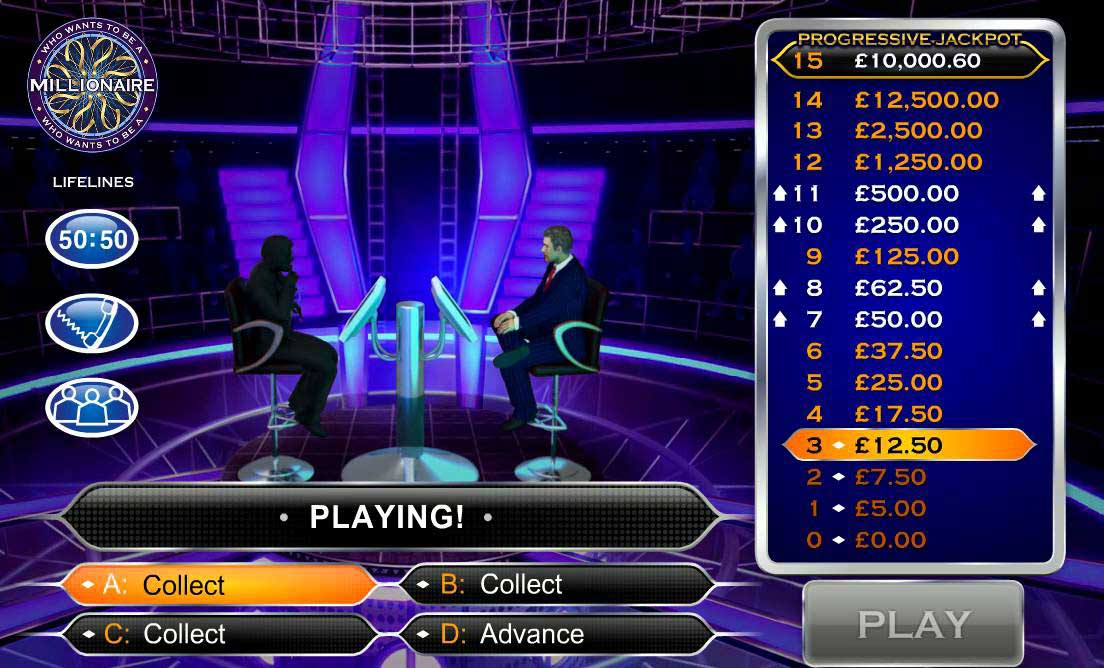 WHO WANTS TO BE A
MILLIONAIRE
WHO WANTS TO BE A
LIFELINES
50:50
PROGRESSIVE JACKPOT
15 £10,000.60
14 £12,500.00
13 £2,500.00
12 £1,250.00
11 £500.00
10 £250.00
9 £125.00
8 £62.50
7 £50.00
6 £37.50
5 £25.00
4 £17.50
3 £12.50
2 £7.50
1 £5.00
0 £0.00
• PLAYING! •
A: Collect
B: Collect
C: Collect
D: Advance
PLAY